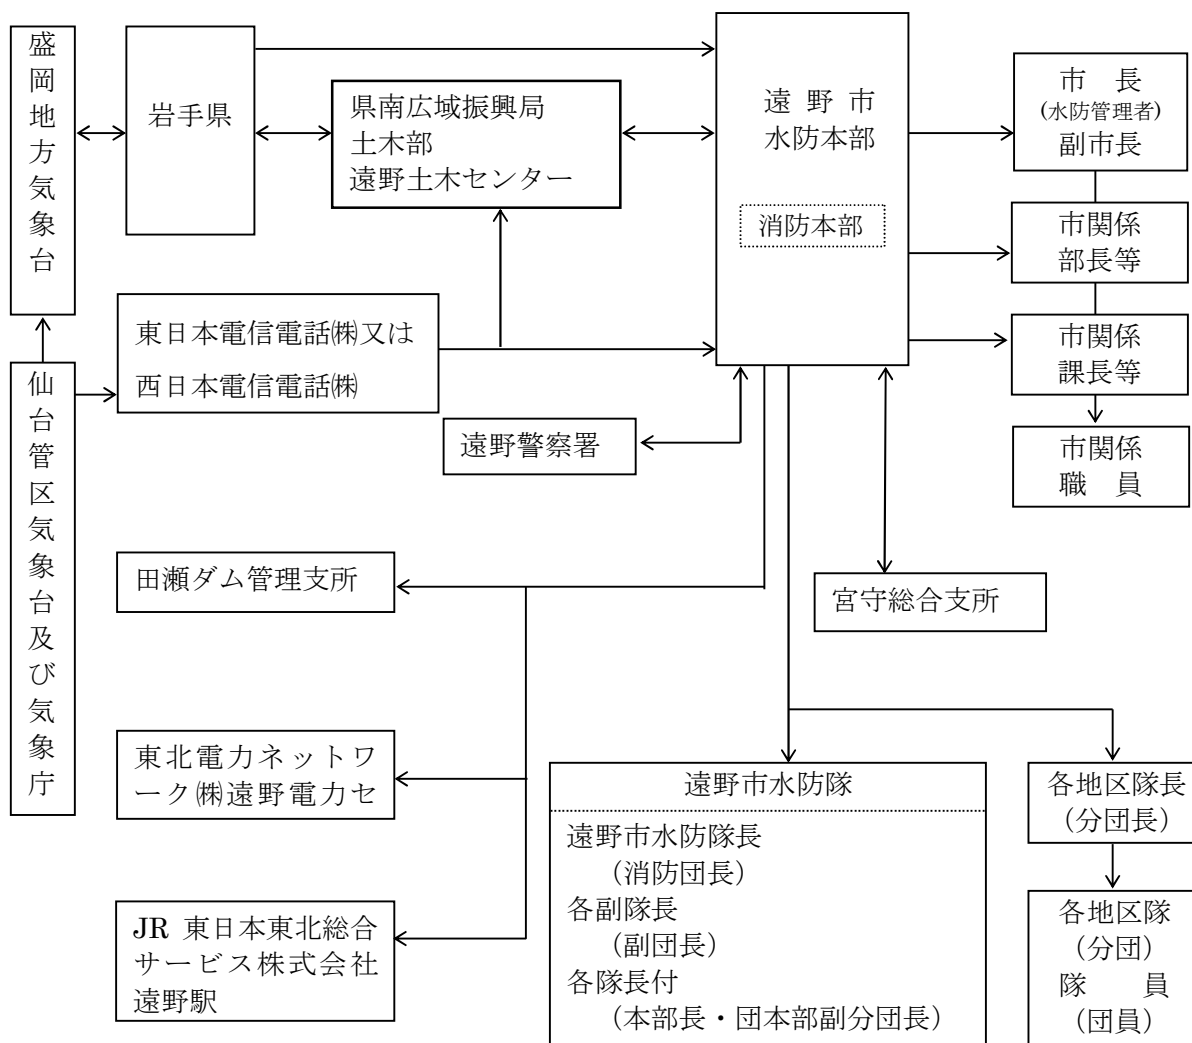 盛岡地方気象台
岩手県
県南広域振興局
土木部
遠野土木センター
遠 野 市
水防本部
消防本部
市 長
(水防管理者)
副市長
市関係
部長等
市関係
課長等
市関係
職 員
東日本電信電話㈱又は
西日本電信電話㈱
仙台管区気象台及び気象庁
遠野警察署
田瀬ダム管理支所
宮守総合支所
東北電力ネットワ
ーク㈱遠野電力セ
JR 東日本東北総合
サービス株式会社
遠野駅
遠野市水防隊
遠野市水防隊長
（消防団長）
各副隊長
（副団長）
各隊長付
（本部長・団本部副分団長）
各地区隊長
（分団長）
各地区隊
（分団）
隊 員
（団員）